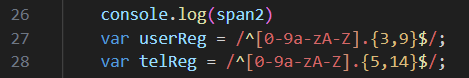 26 console.log(span2)
27 var userReg = /^[0-9a-zA-Z].{3,9}$/;
28 var telReg = /^[0-9a-zA-Z].{5,14}$/;